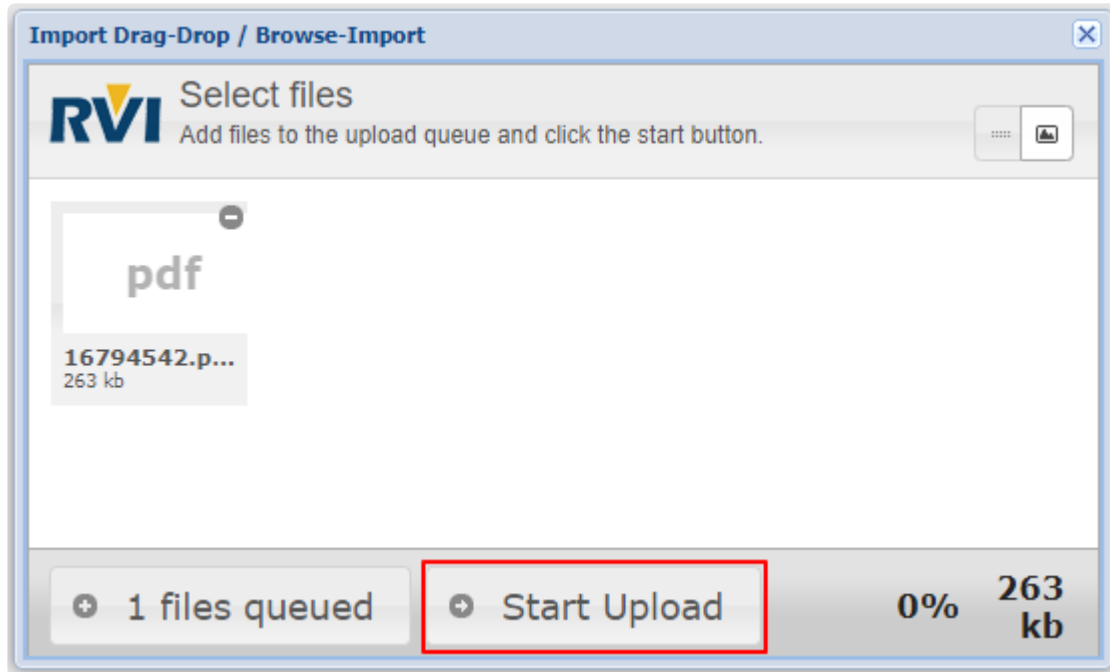 Import Drag-Drop / Browse-Import
RVI
Select files
Add files to the upload queue and click the start button.
pdf
16794542.p...
263 kb
1 files queued
Start Upload
0%
263
kb